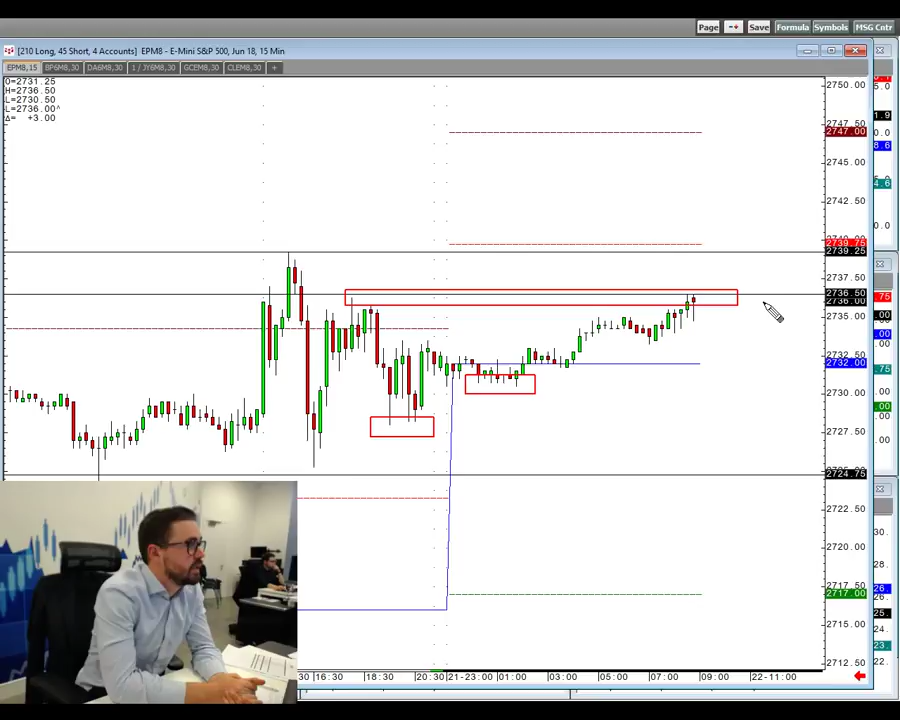 Page Save Formula Symbols MSG Cntr
[210 Long, 45 Short, 4 Accounts] EPM8 - E-Mini S&P 500, Jun 18, 15 Min
EPM8,15 BP6M8,30 DA6M8,30 1 / JY6M8,30 GCEM8,30 CLEM8,30 +
O=2731.25
H=2736.50
L=2730.50
L=2736.00^
Δ= +3.00
2750.00
2747.50
2747.00
2745.00
2742.50
2739.75
2739.25
2737.50
2736.50
2736.00
2735.00
2732.50
2732.00
2730.00
2727.50
2724.75
2722.50
2720.00
2717.50
2717.00
2715.00
2712.50
:30 16:30 18:30 20:30 21-23:00 01:00 03:00 05:00 07:00 09:00 22-11:00